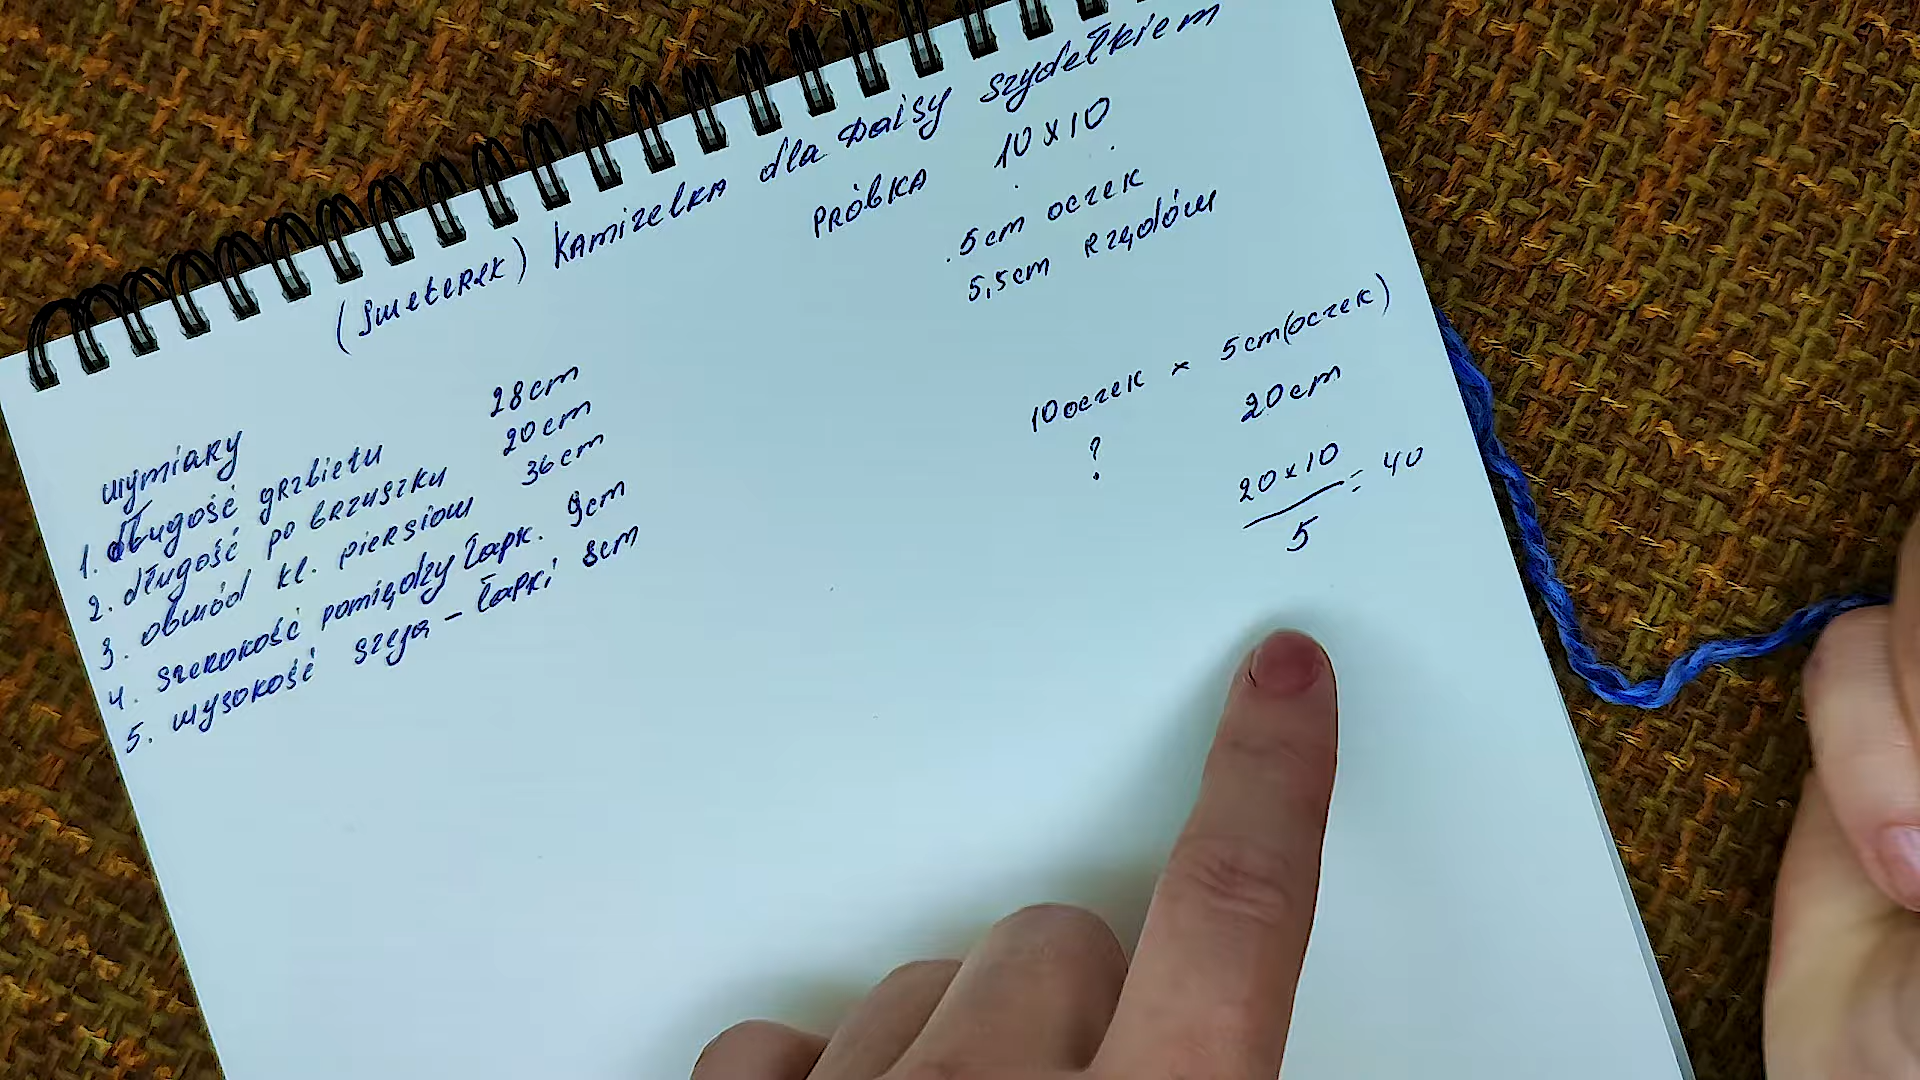 (sweterek) Kamizelka dla Daisy szydełkiem
PRÓBKA 10 x 10
5cm oczek
5,5cm Rzędów
wymiary
1. długość grzbietu 28cm
2. długość po brzuszku 20cm
3. obwód kl. piersiow 36cm
4. szerokość pomiędzy łapk. 9cm
5. wysokość szyja - łapki 8cm
10 oczek x 5cm (oczek)
? 20cm
20x10
5
= 40